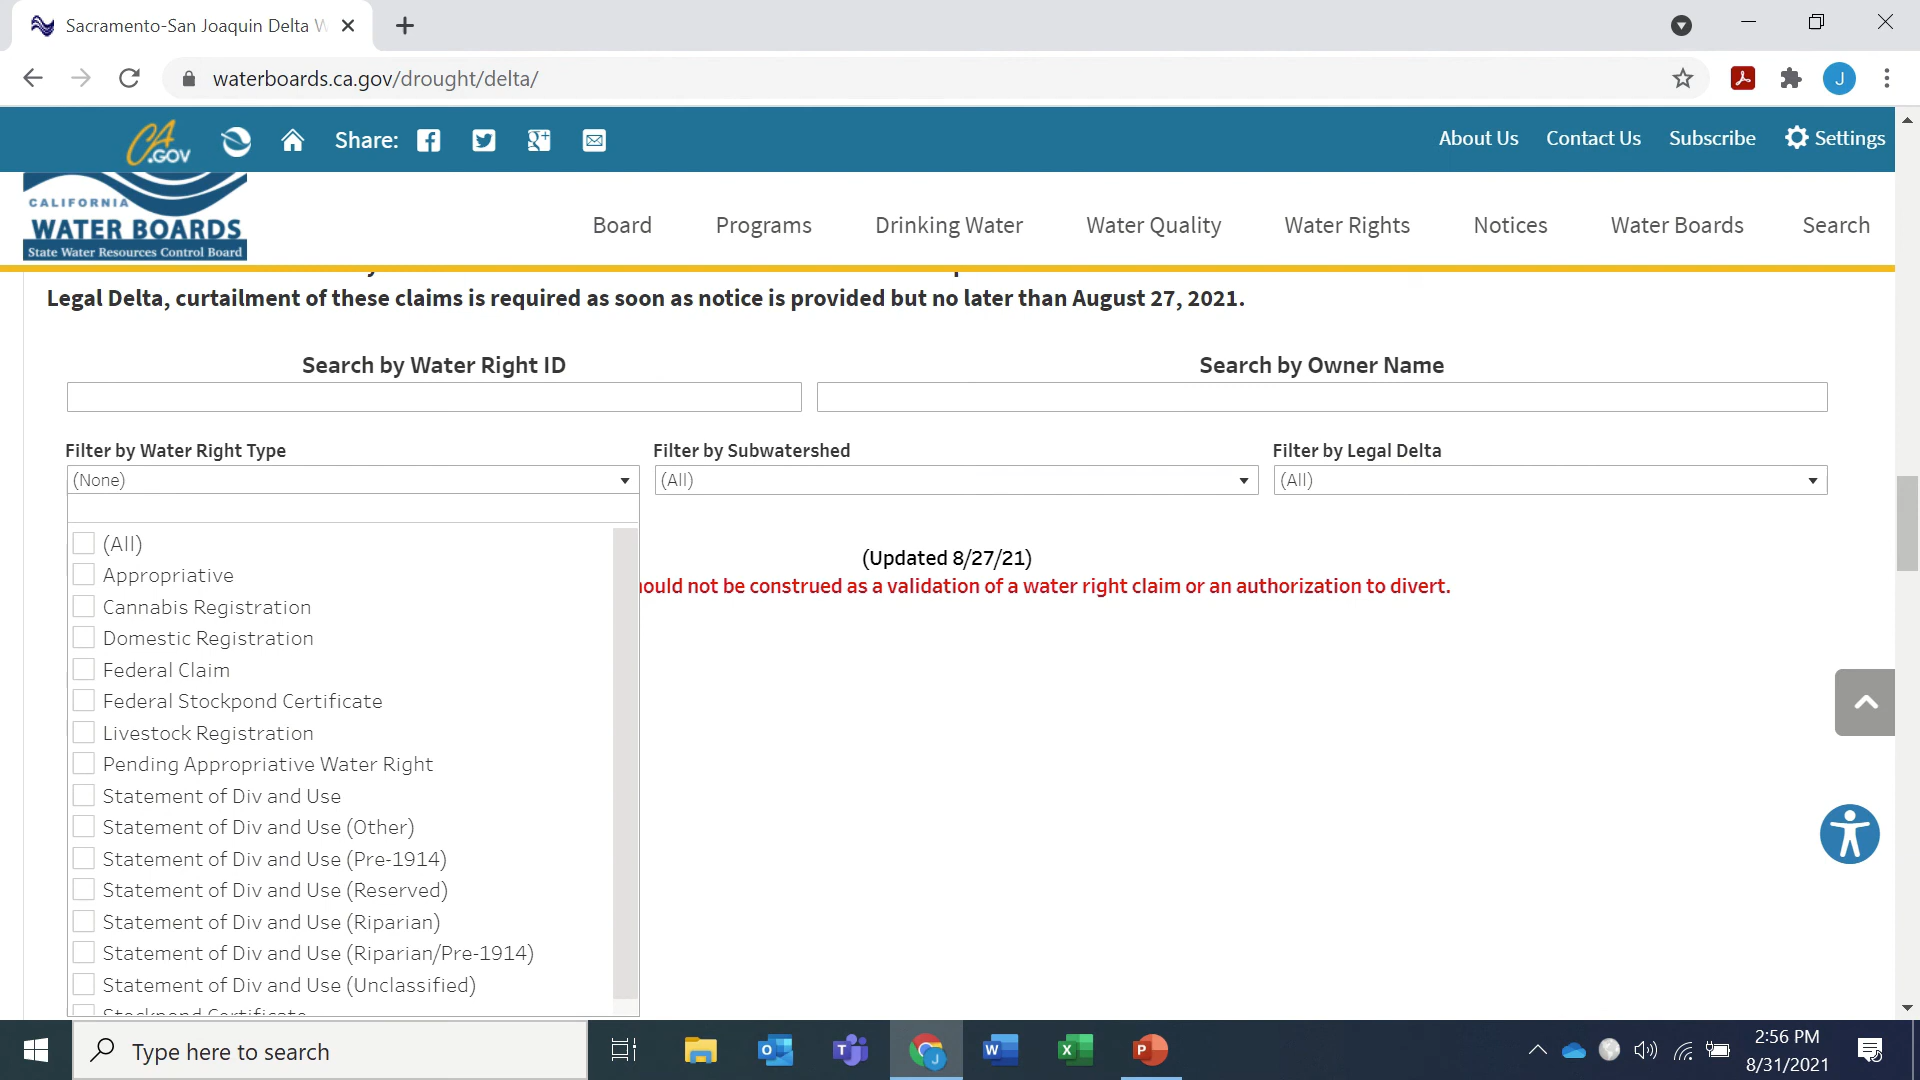 Sacramento-San Joaquin Delta W
waterboards.ca.gov/drought/delta/
J
CA.GOV
Share:
About Us
Contact Us
Subscribe
Settings
CALIFORNIA
WATER BOARDS
State Water Resources Control Board
Board
Programs
Drinking Water
Water Quality
Water Rights
Notices
Water Boards
Search
Legal Delta, curtailment of these claims is required as soon as notice is provided but no later than August 27, 2021.
Search by Water Right ID
Search by Owner Name
Filter by Water Right Type
Filter by Subwatershed
Filter by Legal Delta
(None)
(All)
(All)
(All)
Appropriative
Cannabis Registration
Domestic Registration
Federal Claim
Federal Stockpond Certificate
Livestock Registration
Pending Appropriative Water Right
Statement of Div and Use
Statement of Div and Use (Other)
Statement of Div and Use (Pre-1914)
Statement of Div and Use (Reserved)
Statement of Div and Use (Riparian)
Statement of Div and Use (Riparian/Pre-1914)
Statement of Div and Use (Unclassified)
Stockpond Certificate
(Updated 8/27/21)
ould not be construed as a validation of a water right claim or an authorization to divert.
Type here to search
2:56 PM
8/31/2021